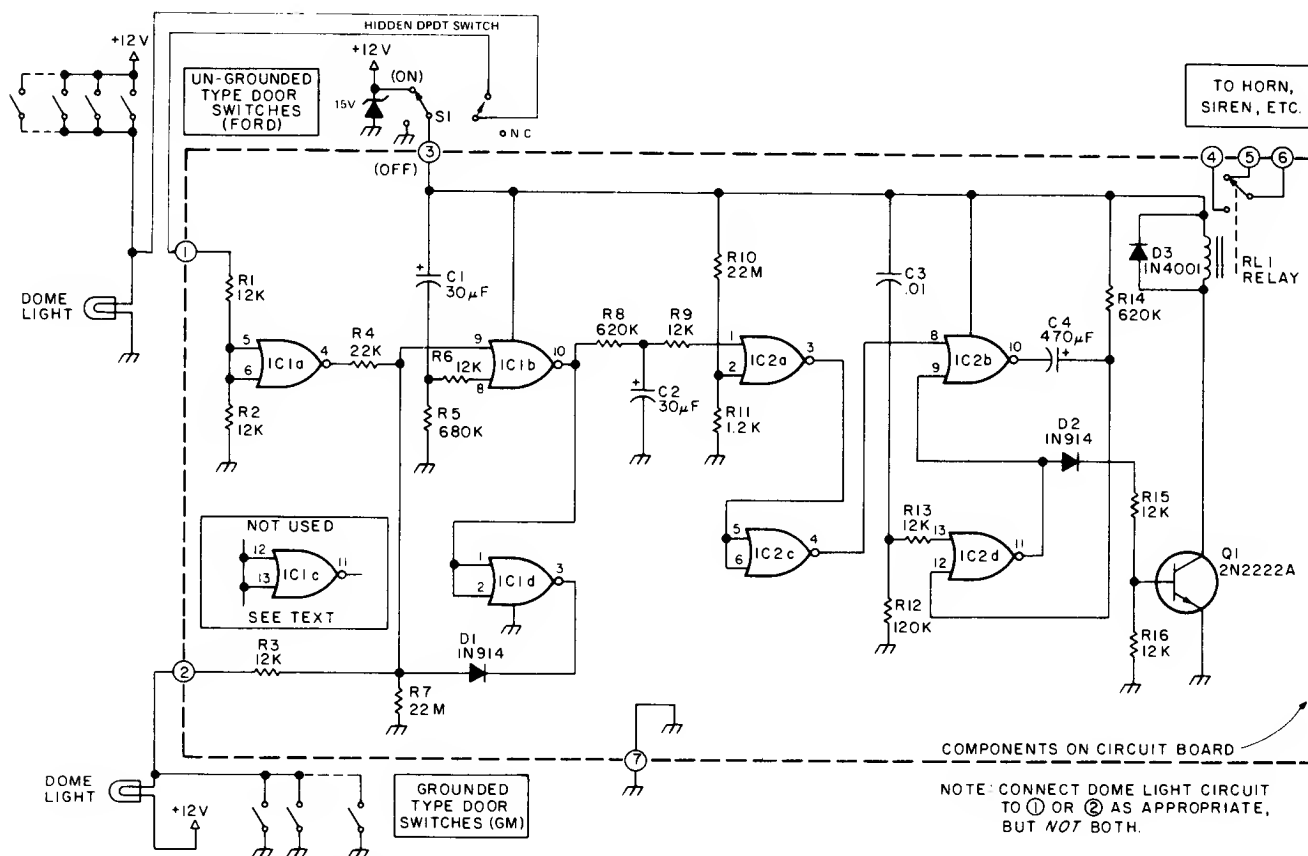 HIDDEN DPDT SWITCH
+12V
+12V
UN-GROUNDED
TYPE DOOR
SWITCHES
(FORD)
(ON)
15V
S1
NC
TO HORN,
SIREN, ETC.
3
(OFF)
4
5
6
1
R1
12K
DOME
LIGHT
C1
30µF
R10
22M
C3
.01
D3
1N4001
RL1
RELAY
R14
620K
R4
22K
R6
12K
R8
620K
R9
12K
C4
470µF
5
6
IC1a
4
9
8
IC1b
10
1
2
IC2a
3
8
9
IC2b
10
R2
12K
R5
680K
C2
30µF
R11
1.2K
D2
1N914
NOT USED
12
13
IC1c
11
SEE TEXT
1
2
IC1d
3
5
6
IC2c
4
R13
12K
13
12
IC2d
11
R15
12K
Q1
2N2222A
R12
120K
R16
12K
2
R3
12K
D1
1N914
R7
22M
7
COMPONENTS ON CIRCUIT BOARD
DOME
LIGHT
+12V
GROUNDED
TYPE DOOR
SWITCHES (GM)
NOTE: CONNECT DOME LIGHT CIRCUIT
TO 1 OR 2 AS APPROPRIATE,
BUT NOT BOTH.